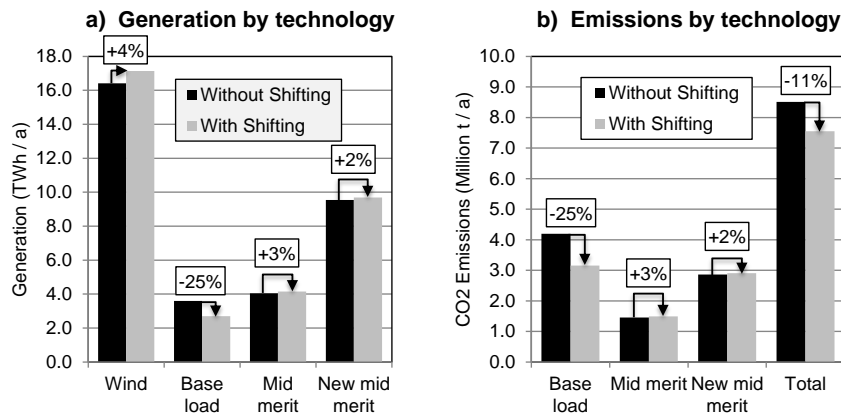 a) Generation by technology
18.0
16.0
14.0
12.0
10.0
8.0
6.0
4.0
2.0
0.0
Generation (TWh / a)
+4%
-25%
+3%
+2%
Without Shifting
With Shifting
Wind
Base load
Mid merit
New mid merit
b) Emissions by technology
10.0
9.0
8.0
7.0
6.0
5.0
4.0
3.0
2.0
1.0
0.0
CO2 Emissions (Million t / a)
-25%
+3%
+2%
-11%
Without Shifting
With Shifting
Base load
Mid merit
New mid merit
Total